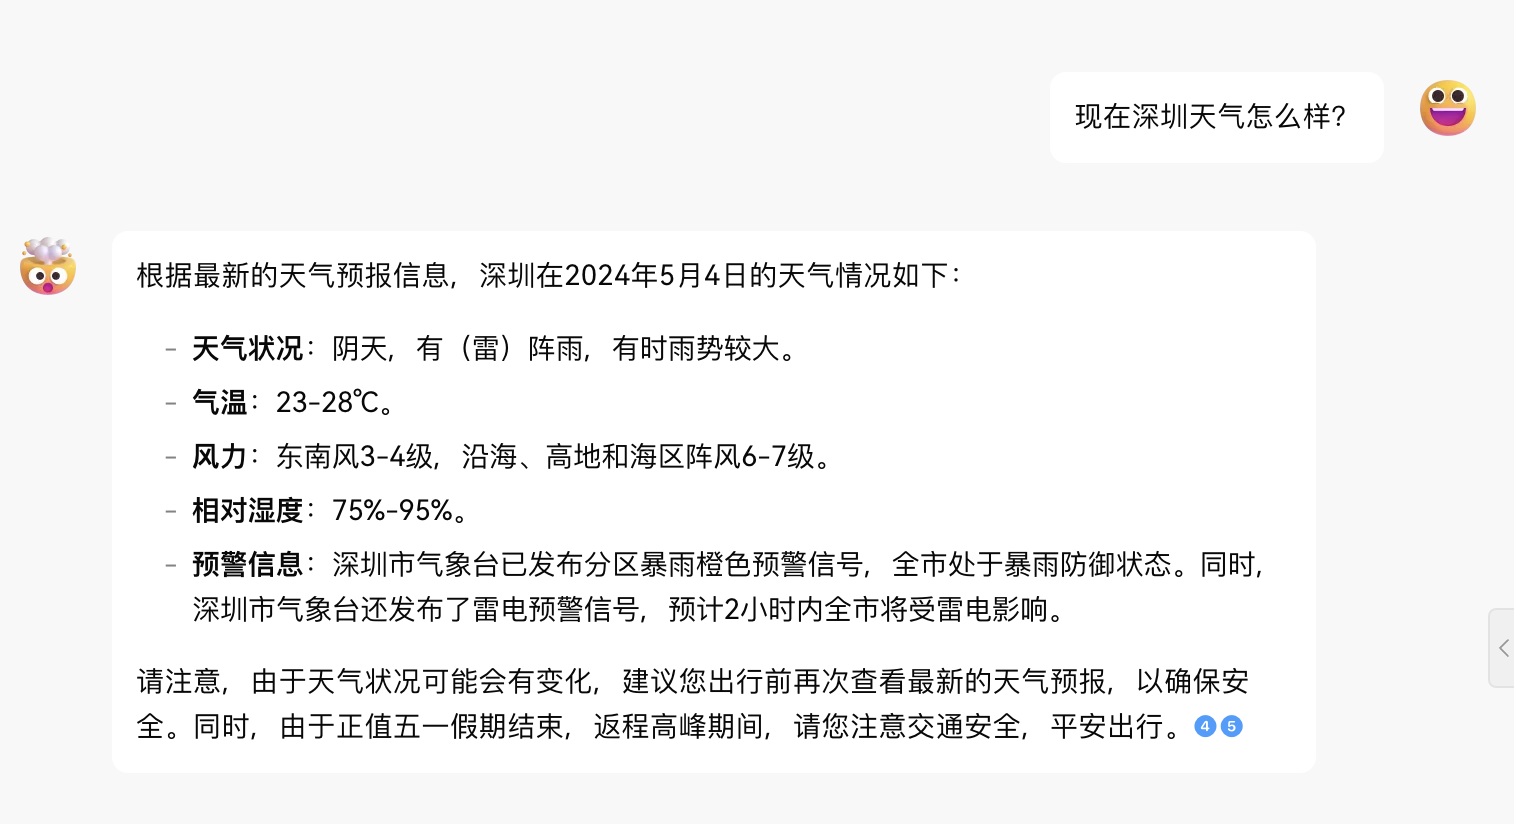 现在深圳天气怎么样？
根据最新的天气预报信息，深圳在2024年5月4日的天气情况如下：
- 天气状况：阴天，有（雷）阵雨，有时雨势较大。
- 气温：23-28℃。
- 风力：东南风3-4级，沿海、高地和海区阵风6-7级。
- 相对湿度：75%-95%。
- 预警信息：深圳市气象台已发布分区暴雨橙色预警信号，全市处于暴雨防御状态。同时，
深圳市气象台还发布了雷电预警信号，预计2小时内全市将受雷电影响。
请注意，由于天气状况可能会有变化，建议您出行前再次查看最新的天气预报，以确保安
全。同时，由于正值五一假期结束，返程高峰期间，请您注意交通安全，平安出行。4 5